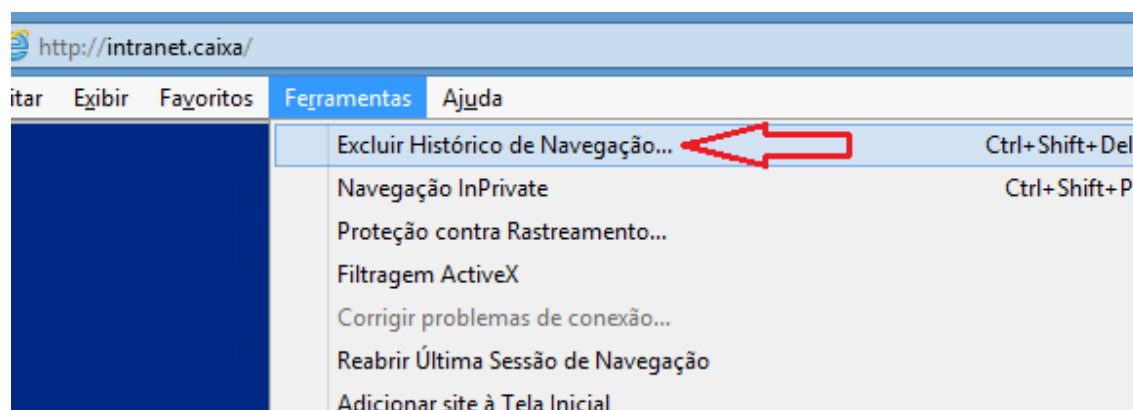 http://intranet.caixa/
itar Exibir Favoritos Ferramentas Ajuda
Excluir Histórico de Navegação... Ctrl+Shift+Del
Navegação InPrivate Ctrl+Shift+P
Proteção contra Rastreamento...
Filtragem ActiveX
Corrigir problemas de conexão...
Reabrir Última Sessão de Navegação
Adicionar site à Tela Inicial